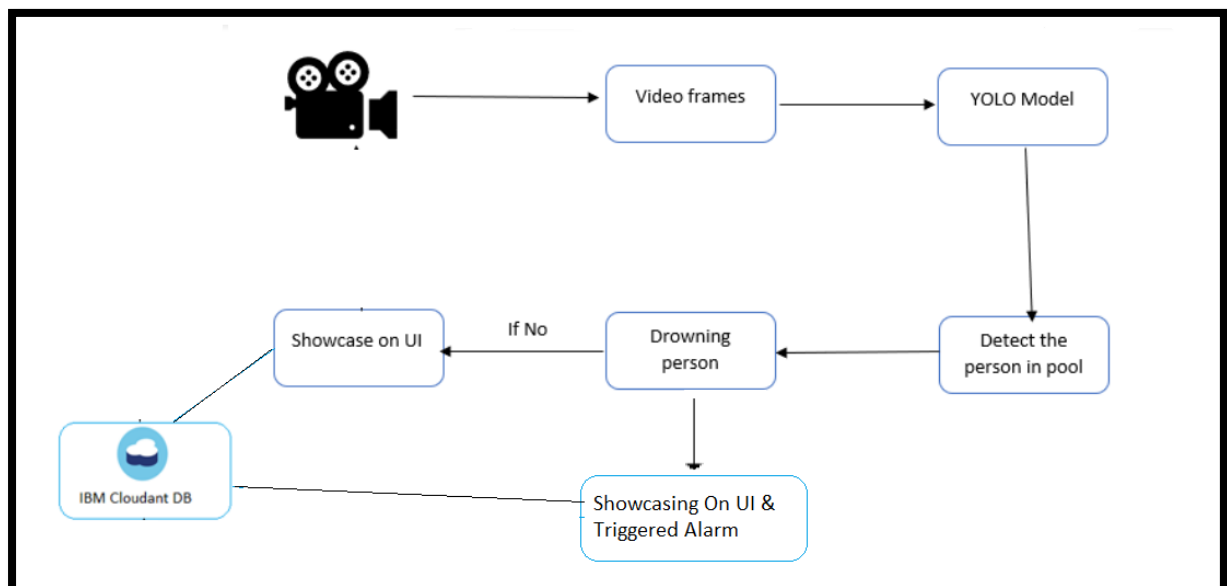 Video frames
YOLO Model
Showcase on UI
If No
Drowning
person
Detect the
person in pool
IBM Cloudant DB
Showcasing On UI &
Triggered Alarm